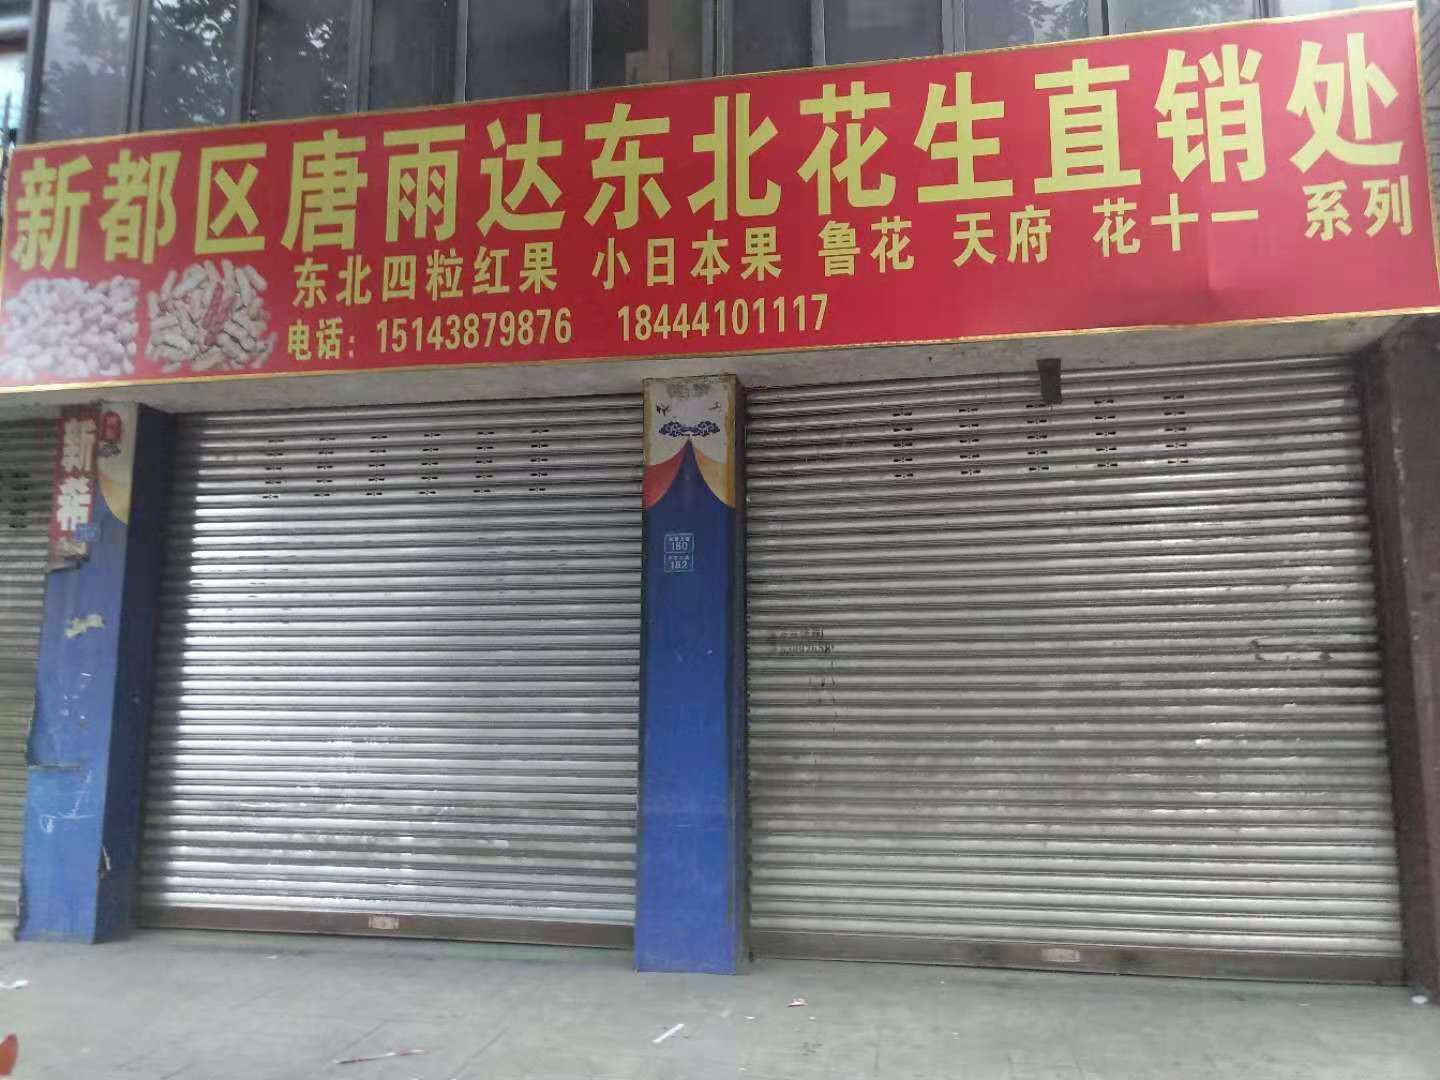 新都区唐雨达东北花生直销处
东北四粒红果 小日本果 鲁花 天府 花十一 系列
电话：15143879876 18444101117
新希
180
182